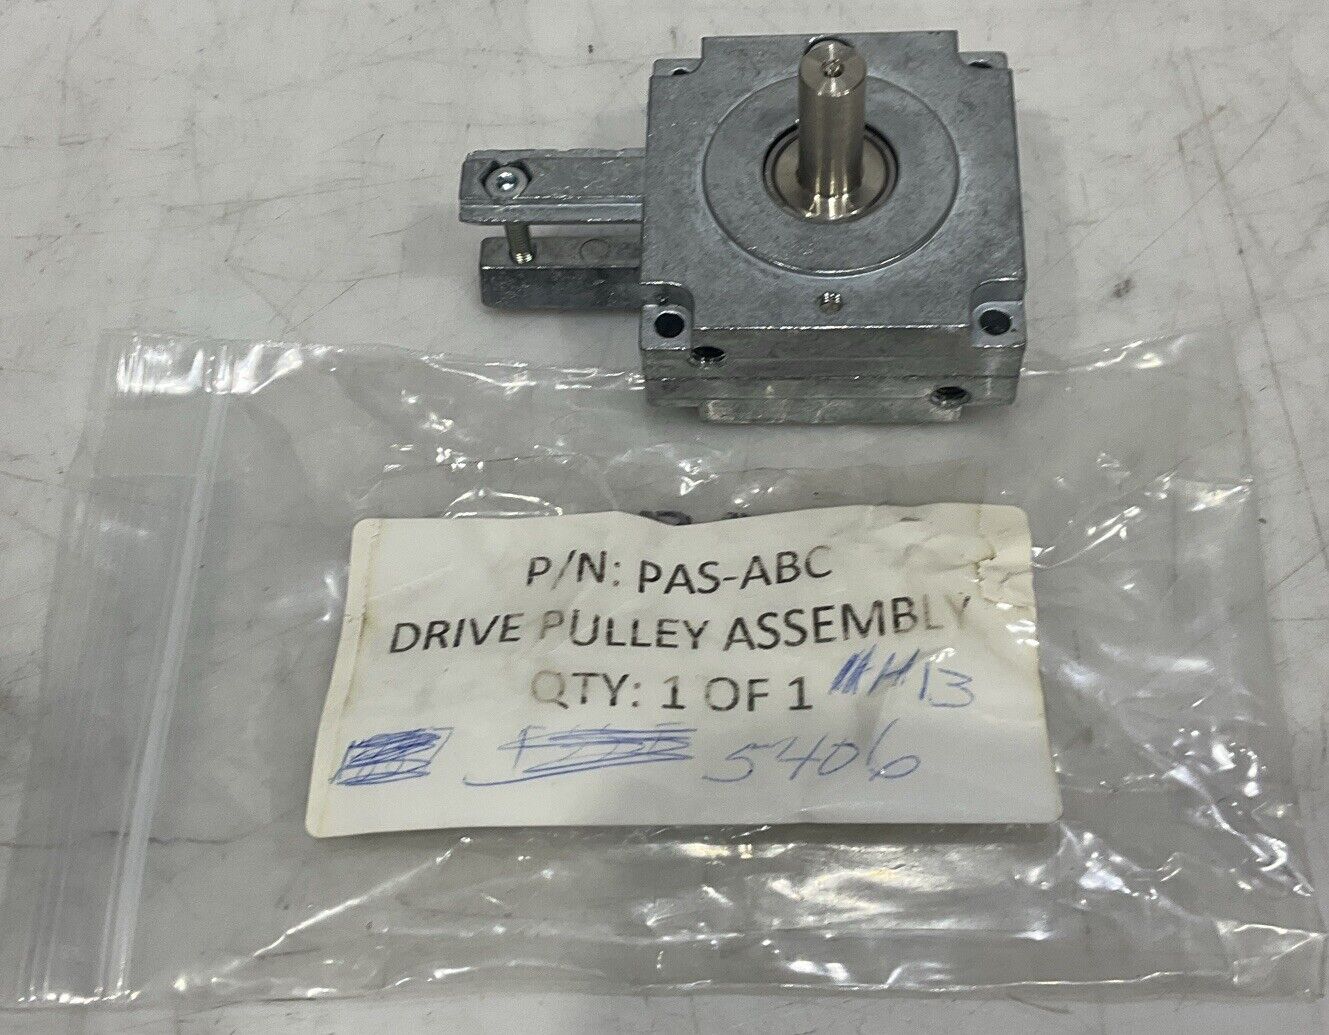 P/N: PAS-ABC
DRIVE PULLEY ASSEMBLY
QTY: 1 OF 1 H13
5406